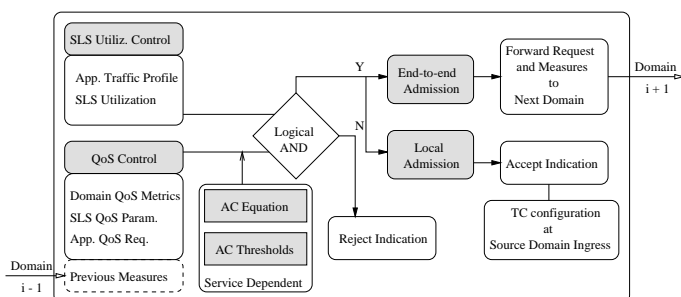 SLS Utiliz. Control
App. Traffic Profile
SLS Utilization
QoS Control
Domain QoS Metrics
SLS QoS Param.
App. QoS Req.
Previous Measures
Domain
i - 1
AC Equation
AC Thresholds
Service Dependent
Logical
AND
Y
N
End-to-end
Admission
Local
Admission
Reject Indication
Forward Request
and Measures
to
Next Domain
Accept Indication
TC configuration
at
Source Domain Ingress
Domain
i + 1